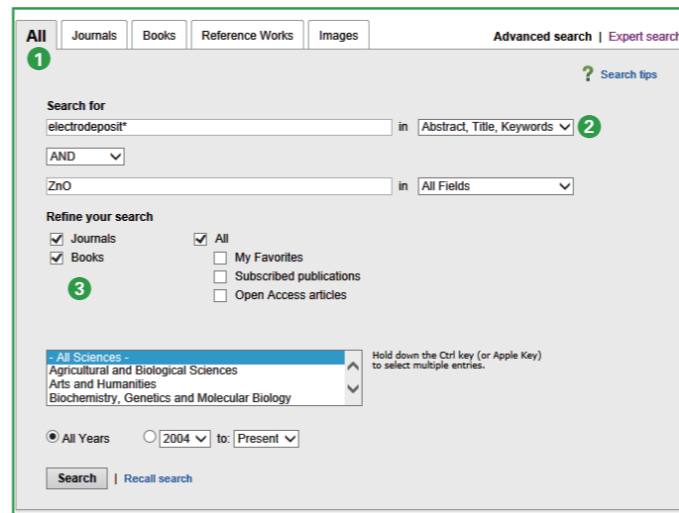 All Journals Books Reference Works Images Advanced search | Expert search
1
? Search tips
Search for
electrodeposit* in Abstract, Title, Keywords 2
AND
ZnO in All Fields
Refine your search
Journals All
Books My Favorites
Subscribed publications
3
Open Access articles
- All Sciences -
Agricultural and Biological Sciences
Arts and Humanities
Biochemistry, Genetics and Molecular Biology
Hold down the Ctrl key (or Apple Key)
to select multiple entries.
All Years 2004 to: Present
Search | Recall search